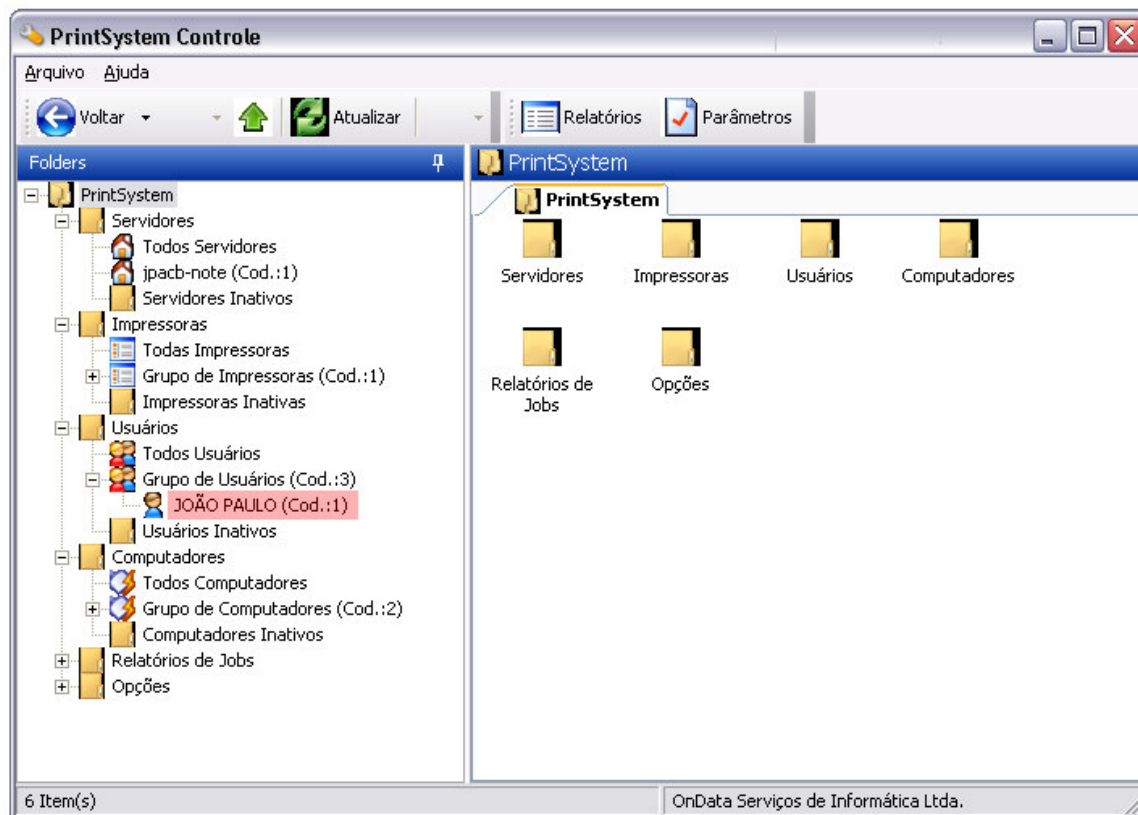 PrintSystem Controle
Arquivo Ajuda
Voltar Atualizar Relatórios Parâmetros
Folders
PrintSystem
Servidores
Todos Servidores
jpacb-note (Cod.:1)
Servidores Inativos
Impressoras
Todas Impressoras
Grupo de Impressoras (Cod.:1)
Impressoras Inativas
Usuários
Todos Usuários
Grupo de Usuários (Cod.:3)
JOÃO PAULO (Cod.:1)
Usuários Inativos
Computadores
Todos Computadores
Grupo de Computadores (Cod.:2)
Computadores Inativos
Relatórios de Jobs
Opções
PrintSystem
PrintSystem
Servidores Impressoras Usuários Computadores
Relatórios de Opções
Jobs
6 Item(s) OnData Serviços de Informática Ltda.